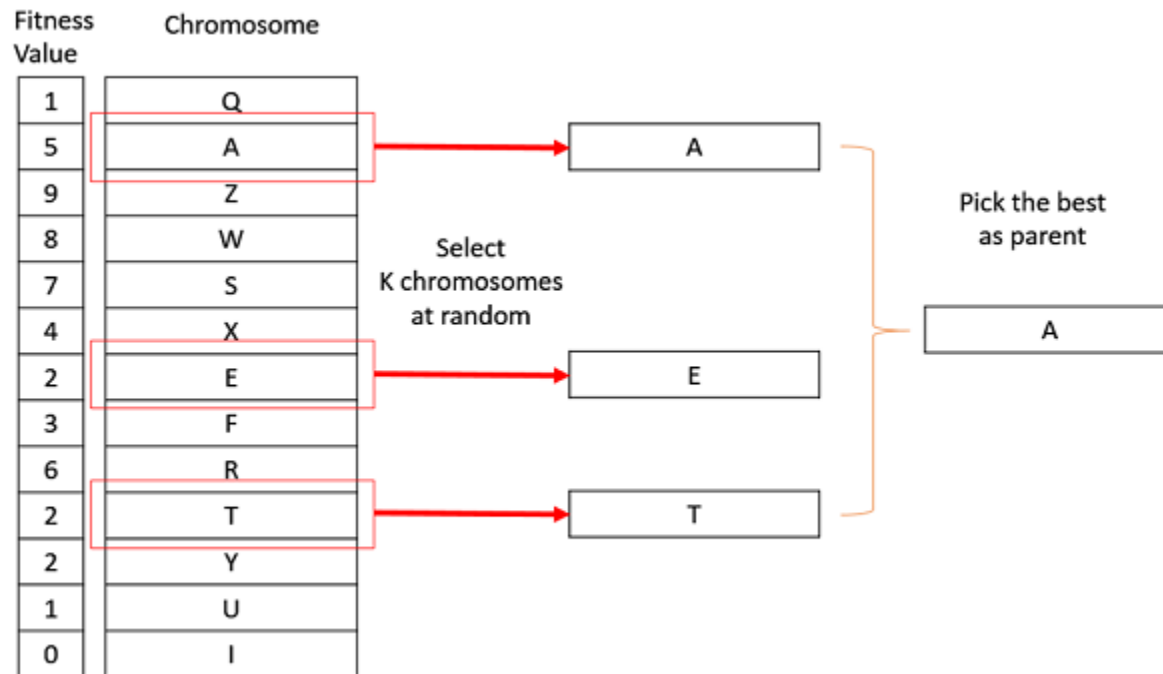 Fitness
Value
Chromosome
1 Q
5 A
A
9 Z
8 W
7 S
4 X
2 E
3 F
6 R
2 T
2 Y
1 U
0 I
Select
K chromosomes
at random
E
T
Pick the best
as parent
A